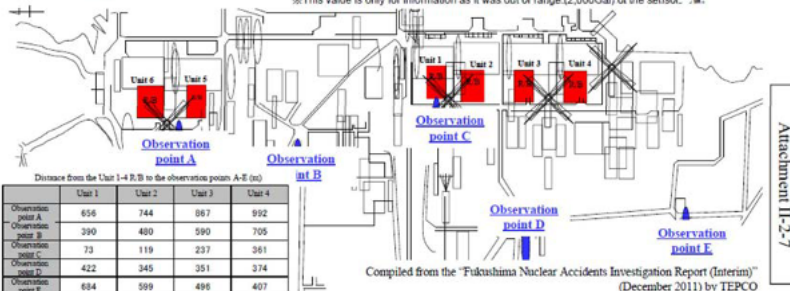 ※This value is only for information as it was out of range (2,000Gal) of the sensor.
Unit 6
Unit 5
Unit 1
Unit 2
Unit 3
Unit 4
R/B
R/B
R/B
R/B
Observation
point A
Observation
int B
Observation
point C
Observation
point D
Observation
point E
Distance from the Unit 1-4 R/B to the observation points A-E (m)
Unit 1 Unit 2 Unit 3 Unit 4
Observation
point A 656 744 867 992
Observation
point B 390 480 590 705
Observation
point C 73 119 237 361
Observation
point D 422 345 351 374
Observation
point E 684 599 496 407
Compiled from the "Fukushima Nuclear Accidents Investigation Report (Interim)"
(December 2011) by TEPCO
Attachment II-2-7